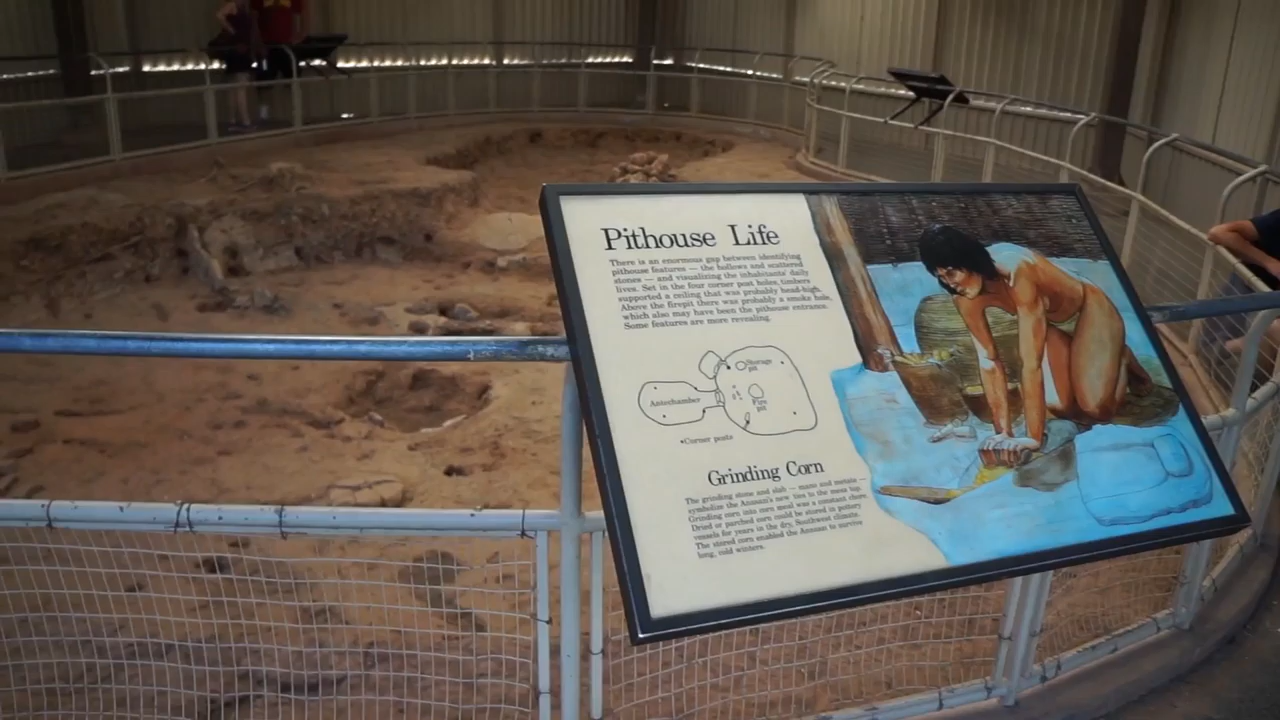 Pithouse Life
There is an enormous gap between identifying
pithouse features — the hollows and scattered
stones — and visualizing the inhabitants' daily
lives. Set in the four corner post holes, timbers
supported a ceiling that was probably head-high.
Above the firepit there was probably a smoke hole,
which also may have been the pithouse entrance.
Some features are more revealing.
Storage
pit
Antechamber
Fire
pit
•Corner posts
Grinding Corn
The grinding stone and slab — mano and metate —
symbolize the Anasazi's new ties to the mesa top.
Grinding corn into corn meal was a constant chore.
Dried or parched corn could be stored in pottery
vessels for years in the dry, Southwest climate.
The stored corn enabled the Anasazi to survive
long, cold winters.